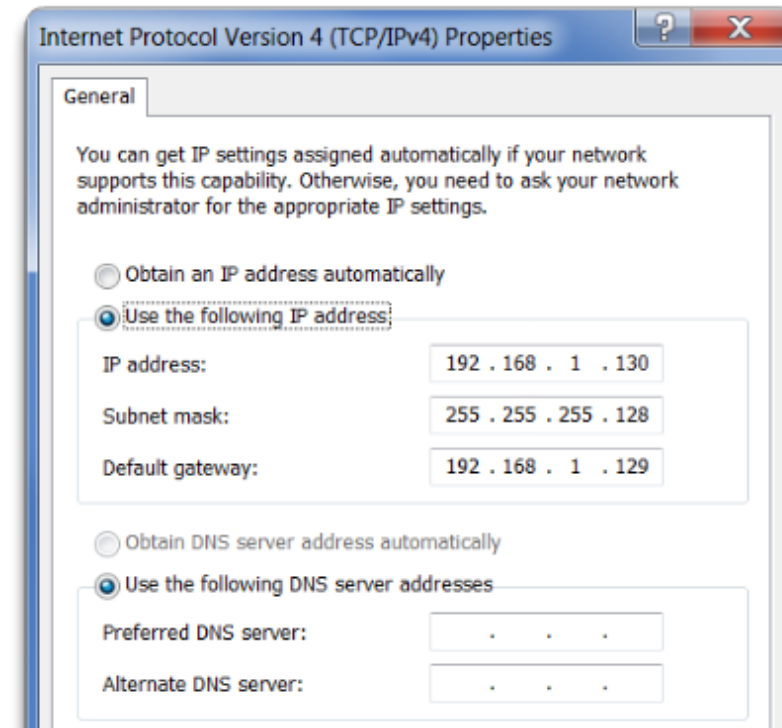 Internet Protocol Version 4 (TCP/IPv4) Properties
General
You can get IP settings assigned automatically if your network
supports this capability. Otherwise, you need to ask your network
administrator for the appropriate IP settings.
Obtain an IP address automatically
Use the following IP address:
IP address: 192 . 168 . 1 . 130
Subnet mask: 255 . 255 . 255 . 128
Default gateway: 192 . 168 . 1 . 129
Obtain DNS server address automatically
Use the following DNS server addresses
Preferred DNS server: . . .
Alternate DNS server: . . .